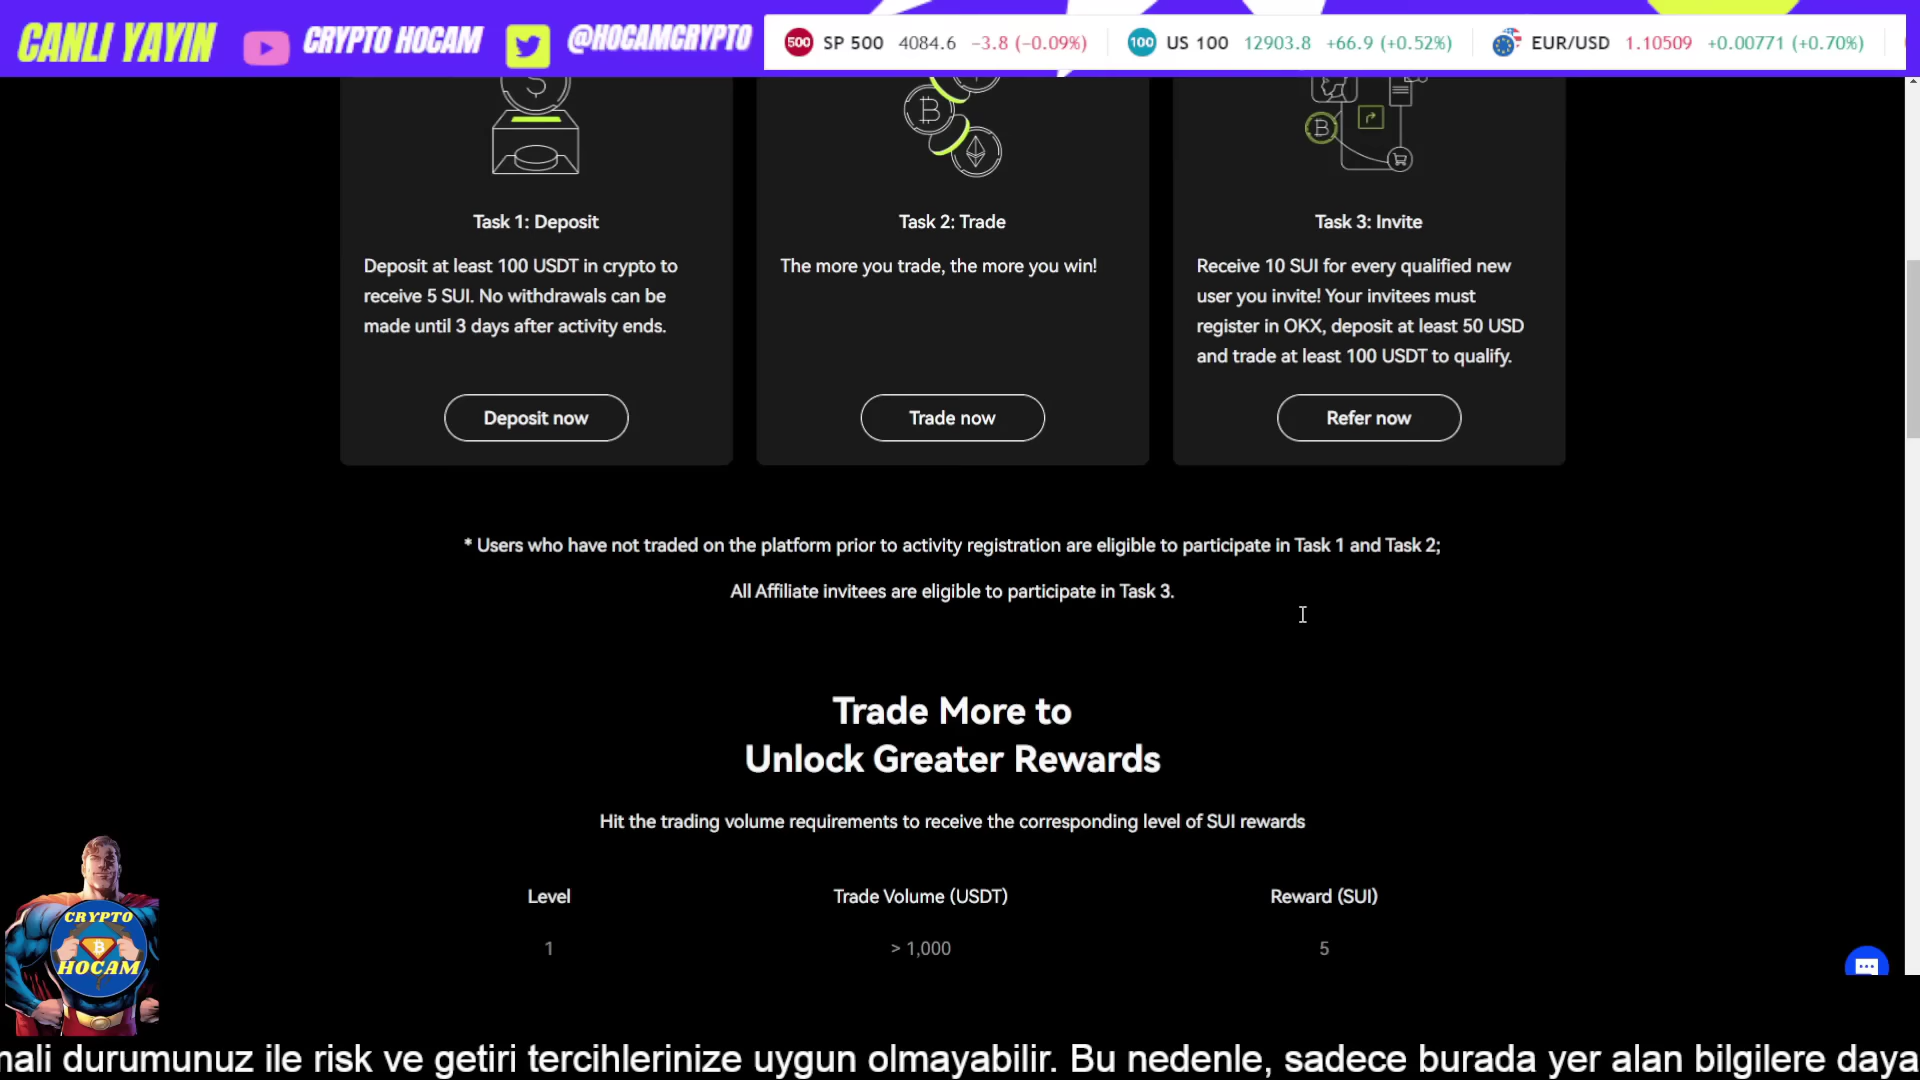 CANLI YAYIN
CRYPTO HOCAM
@HOCAMCRYPTO
500 SP 500 4084.6 −3.8 (−0.09%)
100 US 100 12903.8 +66.9 (+0.52%)
EUR/USD 1.10509 +0.00771 (+0.70%)
Task 1: Deposit
Deposit at least 100 USDT in crypto to
receive 5 SUI. No withdrawals can be
made until 3 days after activity ends.
Deposit now
Task 2: Trade
The more you trade, the more you win!
Trade now
Task 3: Invite
Receive 10 SUI for every qualified new
user you invite! Your invitees must
register in OKX, deposit at least 50 USD
and trade at least 100 USDT to qualify.
Refer now
* Users who have not traded on the platform prior to activity registration are eligible to participate in Task 1 and Task 2;
All Affiliate invitees are eligible to participate in Task 3.
Trade More to
Unlock Greater Rewards
Hit the trading volume requirements to receive the corresponding level of SUI rewards
Level Trade Volume (USDT) Reward (SUI)
1 > 1,000 5
CRYPTO
HOCAM
mali durumunuz ile risk ve getiri tercihlerinize uygun olmayabilir. Bu nedenle, sadece burada yer alan bilgilere daya